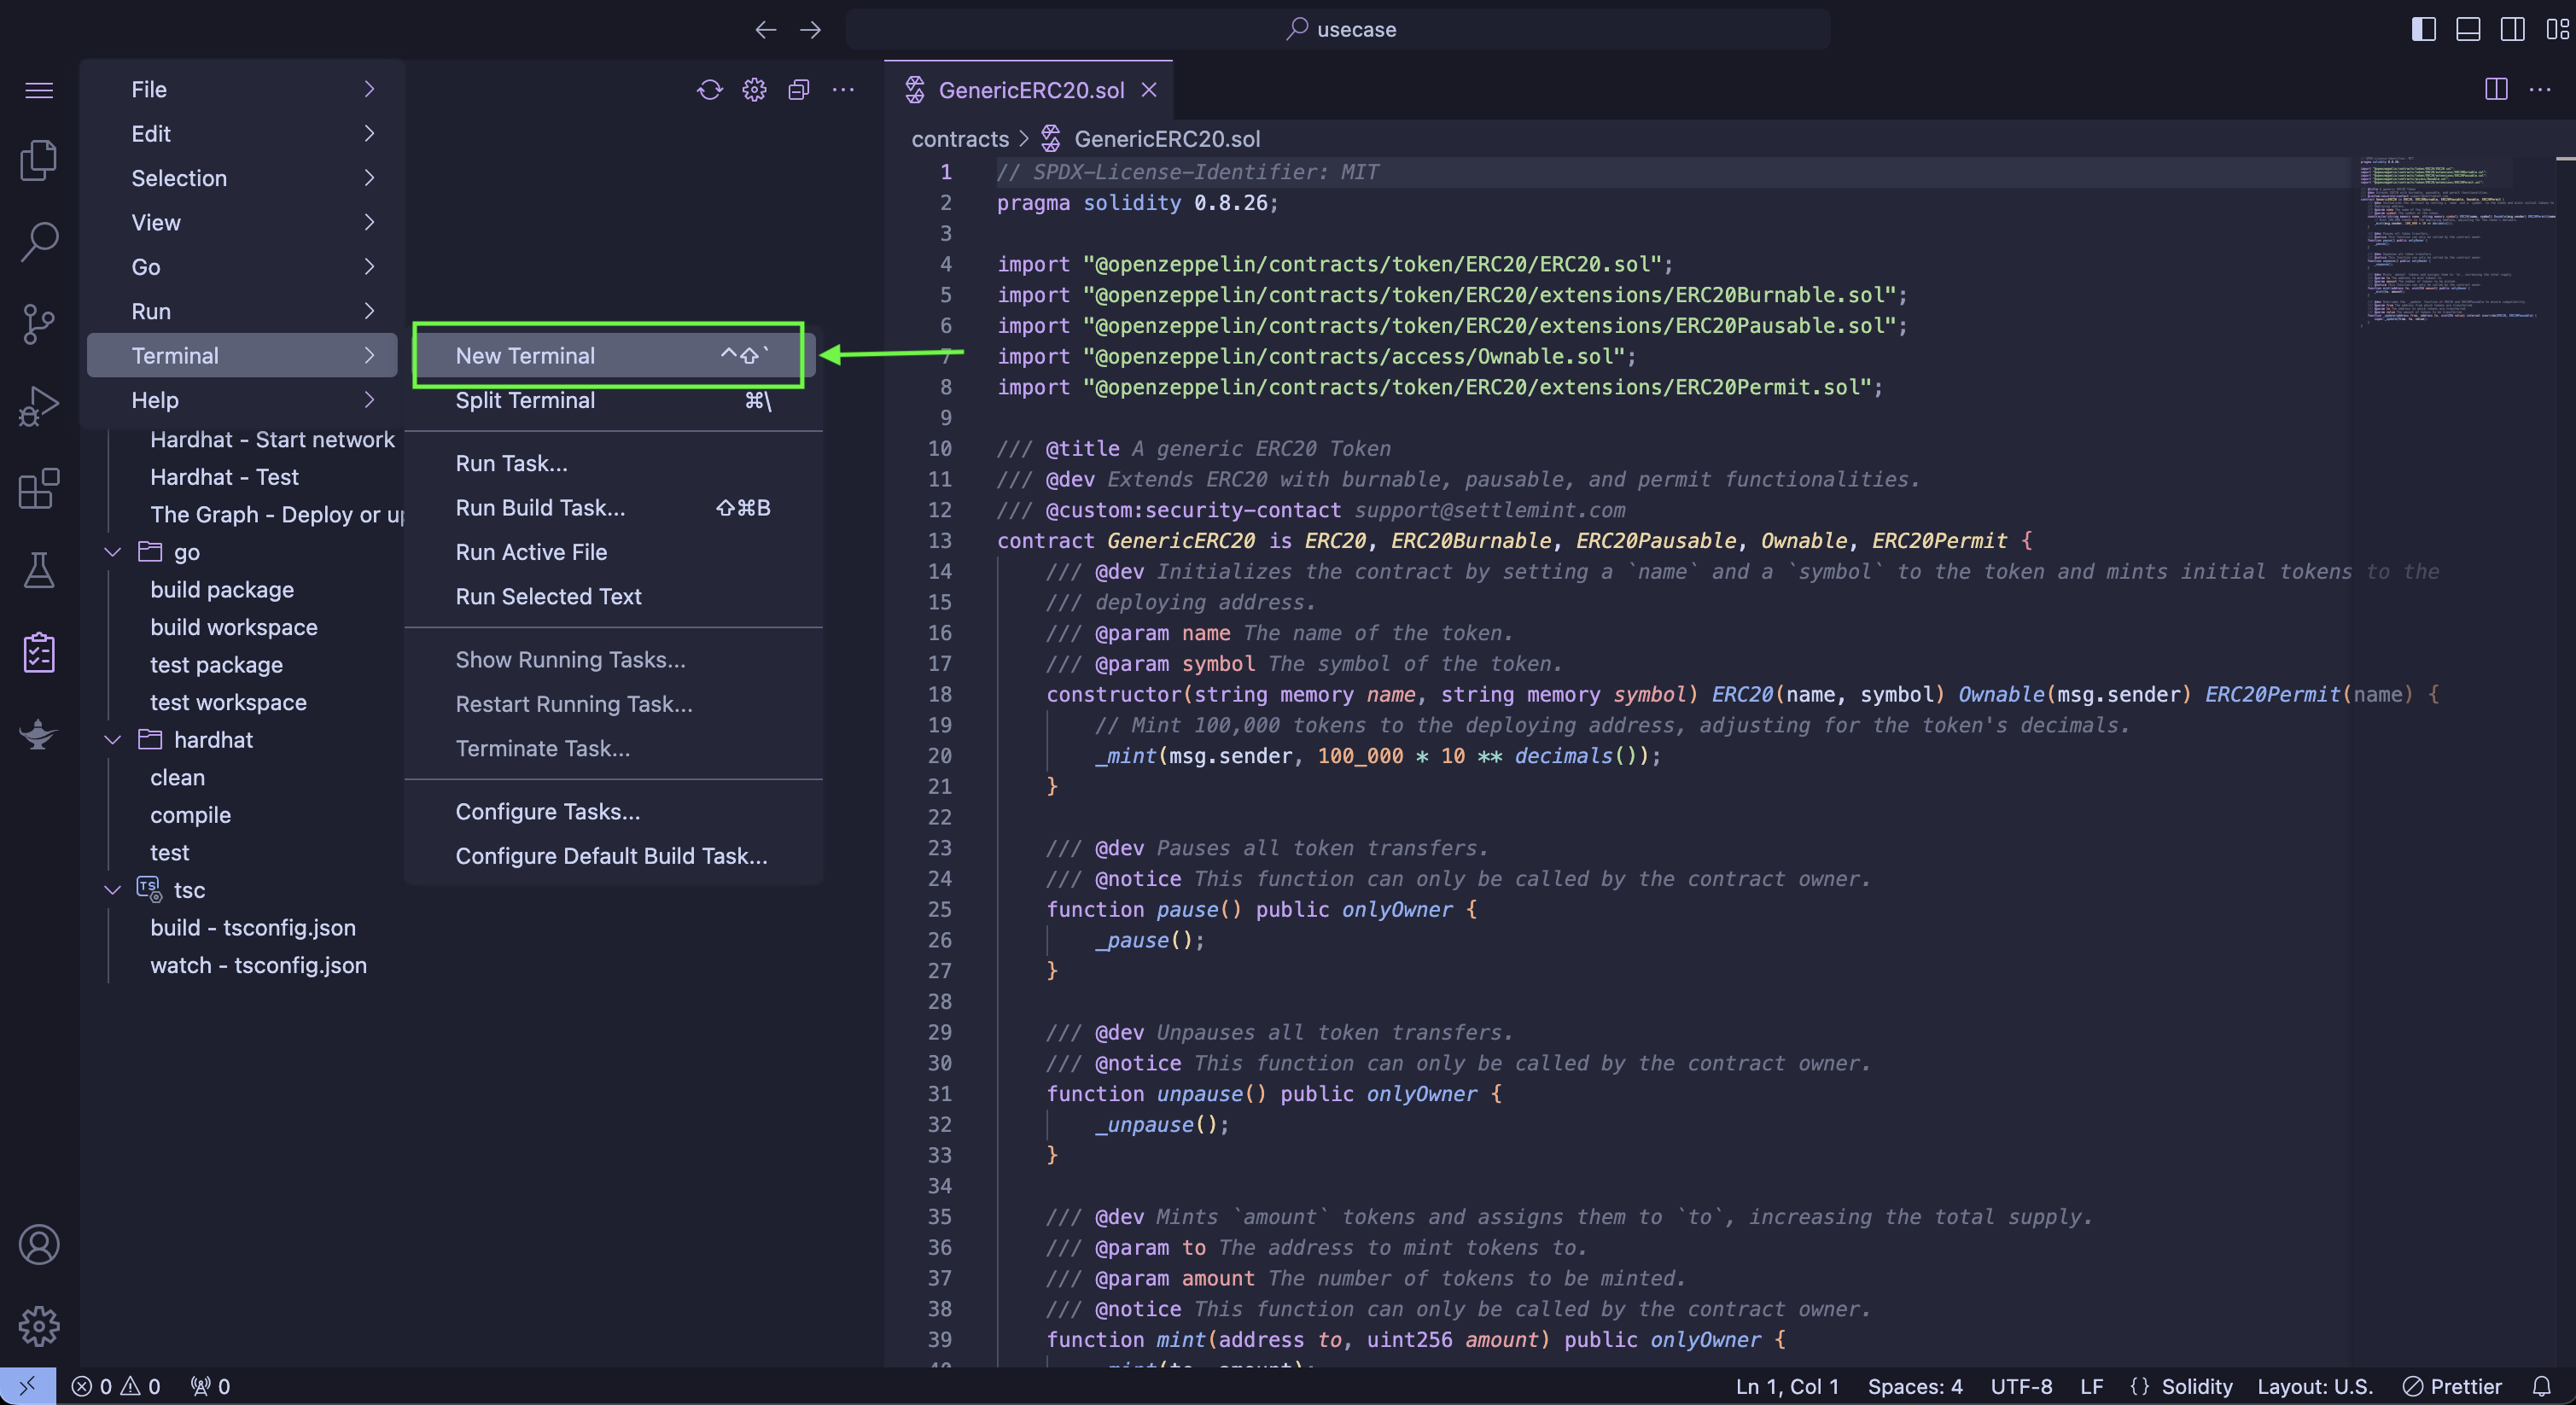 usecase
File
Edit
Selection
View
Go
Run
Terminal
Help
New Terminal ^⇧`
Split Terminal ⌘\
Run Task...
Run Build Task... ⇧⌘B
Run Active File
Run Selected Text
Show Running Tasks...
Restart Running Task...
Terminate Task...
Configure Tasks...
Configure Default Build Task...
Hardhat - Start network
Hardhat - Test
The Graph - Deploy or up
go
build package
build workspace
test package
test workspace
hardhat
clean
compile
test
TS tsc
build - tsconfig.json
watch - tsconfig.json
GenericERC20.sol
contracts > GenericERC20.sol
1 // SPDX-License-Identifier: MIT
2 pragma solidity 0.8.26;
3
4 import "@openzeppelin/contracts/token/ERC20/ERC20.sol";
5 import "@openzeppelin/contracts/token/ERC20/extensions/ERC20Burnable.sol";
6 import "@openzeppelin/contracts/token/ERC20/extensions/ERC20Pausable.sol";
7 import "@openzeppelin/contracts/access/Ownable.sol";
8 import "@openzeppelin/contracts/token/ERC20/extensions/ERC20Permit.sol";
9
10 /// @title A generic ERC20 Token
11 /// @dev Extends ERC20 with burnable, pausable, and permit functionalities.
12 /// @custom:security-contact support@settlemint.com
13 contract GenericERC20 is ERC20, ERC20Burnable, ERC20Pausable, Ownable, ERC20Permit {
14 /// @dev Initializes the contract by setting a `name` and a `symbol` to the token and mints initial tokens to the
15 /// deploying address.
16 /// @param name The name of the token.
17 /// @param symbol The symbol of the token.
18 constructor(string memory name, string memory symbol) ERC20(name, symbol) Ownable(msg.sender) ERC20Permit(name) {
19 // Mint 100,000 tokens to the deploying address, adjusting for the token's decimals.
20 _mint(msg.sender, 100_000 * 10 ** decimals());
21 }
22
23 /// @dev Pauses all token transfers.
24 /// @notice This function can only be called by the contract owner.
25 function pause() public onlyOwner {
26 _pause();
27 }
28
29 /// @dev Unpauses all token transfers.
30 /// @notice This function can only be called by the contract owner.
31 function unpause() public onlyOwner {
32 _unpause();
33 }
34
35 /// @dev Mints `amount` tokens and assigns them to `to`, increasing the total supply.
36 /// @param to The address to mint tokens to.
37 /// @param amount The number of tokens to be minted.
38 /// @notice This function can only be called by the contract owner.
39 function mint(address to, uint256 amount) public onlyOwner {
0 0 0
Ln 1, Col 1 Spaces: 4 UTF-8 LF {} Solidity Layout: U.S. Prettier